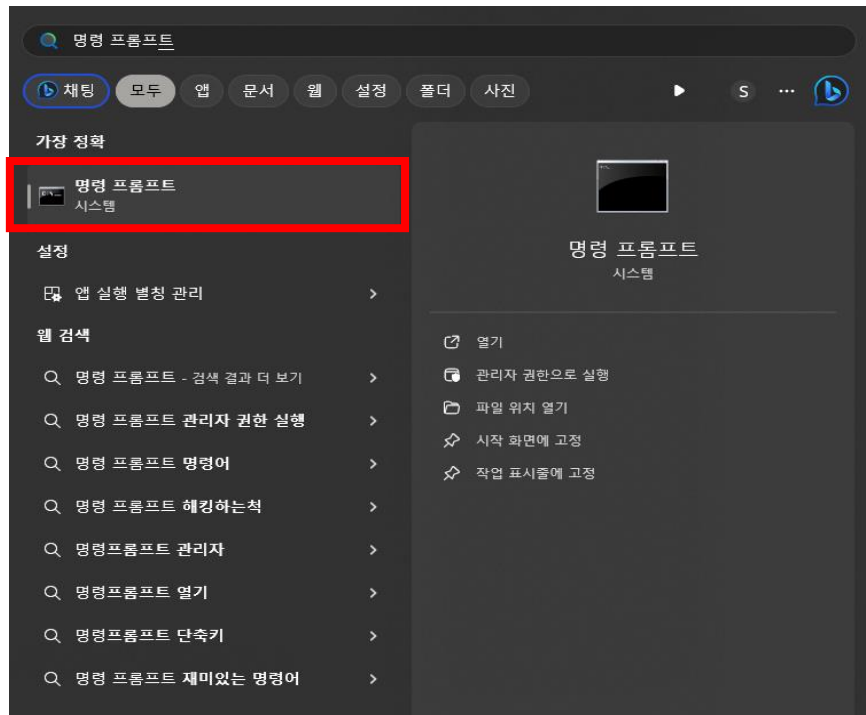 명령 프롬프트
채팅 모두 앱 문서 웹 설정 폴더 사진 S ...
가장 정확
명령 프롬프트
시스템
설정
앱 실행 별칭 관리
웹 검색
명령 프롬프트 - 검색 결과 더 보기
명령 프롬프트 관리자 권한 실행
명령 프롬프트 명령어
명령 프롬프트 해킹하는척
명령프롬프트 관리자
명령프롬프트 열기
명령프롬프트 단축키
명령 프롬프트 재미있는 명령어
명령 프롬프트
시스템
열기
관리자 권한으로 실행
파일 위치 열기
시작 화면에 고정
작업 표시줄에 고정